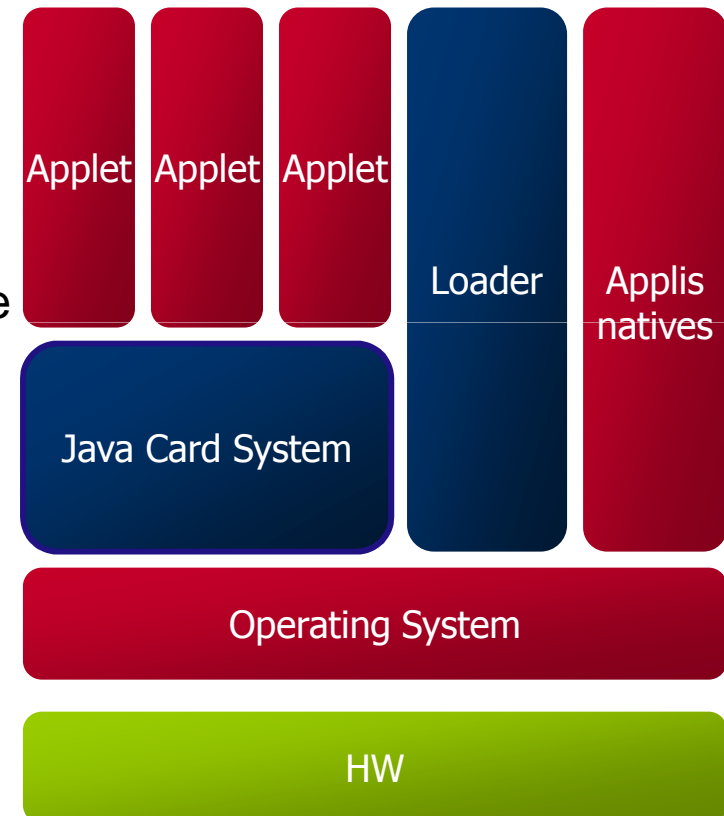 Applet Applet Applet
Loader
Applis
natives
e
Java Card System
Operating System
HW